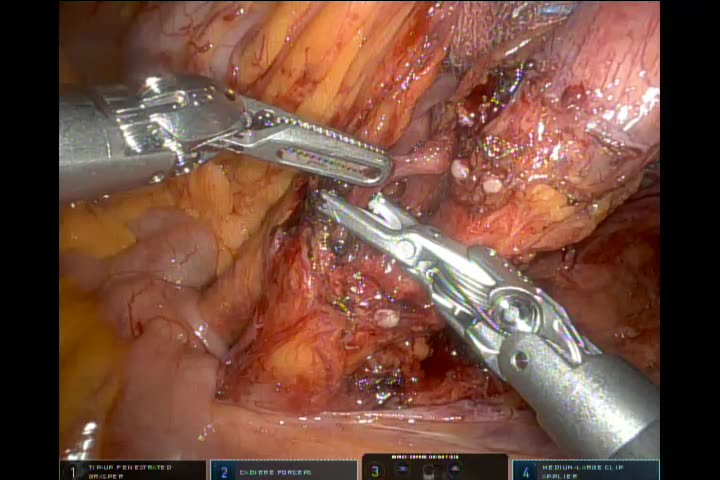 1 TIP-UP FENESTRATED
GRASPER
2 CADIERE FORCEPS
3
4 MEDIUM-LARGE CLIP
APPLIER